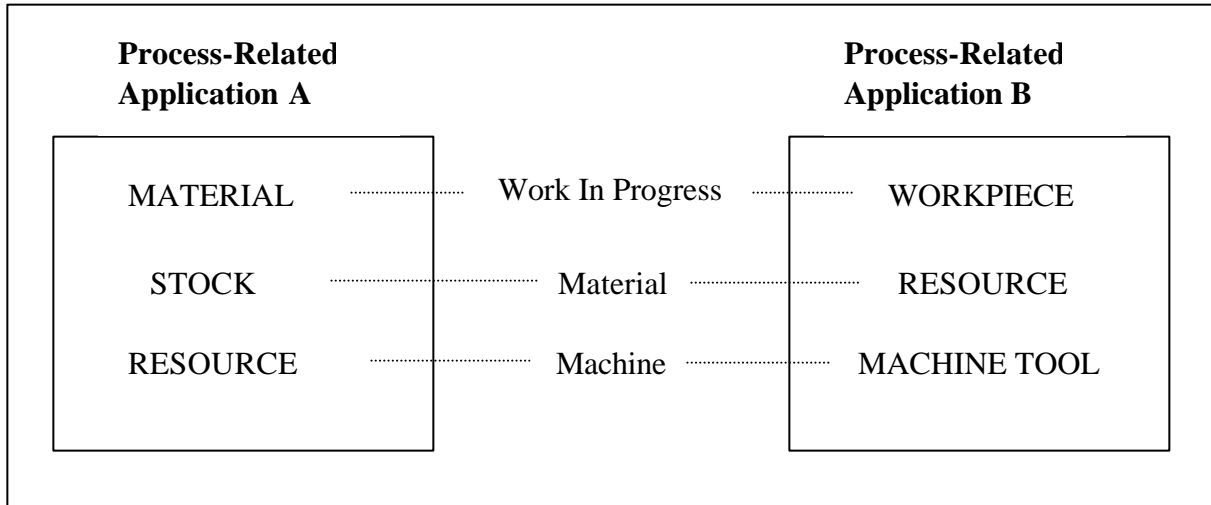 Process-Related
Application A
Process-Related
Application B
MATERIAL Work In Progress WORKPIECE
STOCK Material RESOURCE
RESOURCE Machine MACHINE TOOL